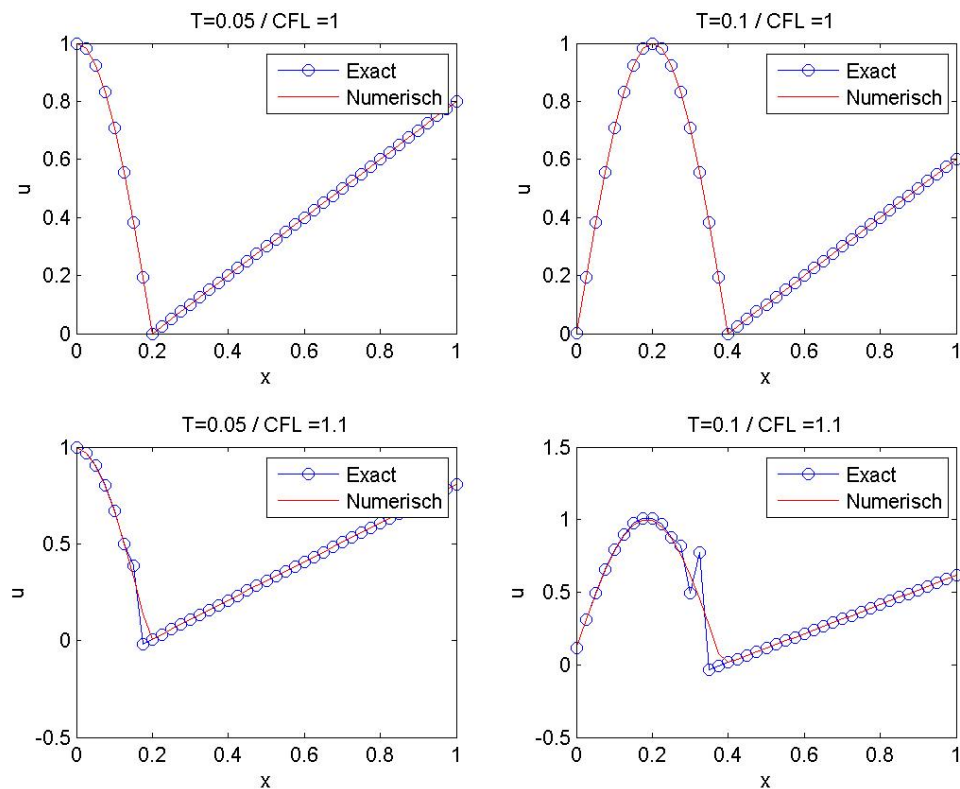 T=0.05 / CFL =1
1
0.8
0.6
0.4
0.2
0
u
Exact
Numerisch
0 0.2 0.4 0.6 0.8 1
x
T=0.1 / CFL =1
1
0.8
0.6
0.4
0.2
0
u
Exact
Numerisch
0 0.2 0.4 0.6 0.8 1
x
T=0.05 / CFL =1.1
1
0.5
0
-0.5
u
Exact
Numerisch
0 0.2 0.4 0.6 0.8 1
x
T=0.1 / CFL =1.1
1.5
1
0.5
0
-0.5
u
Exact
Numerisch
0 0.2 0.4 0.6 0.8 1
x